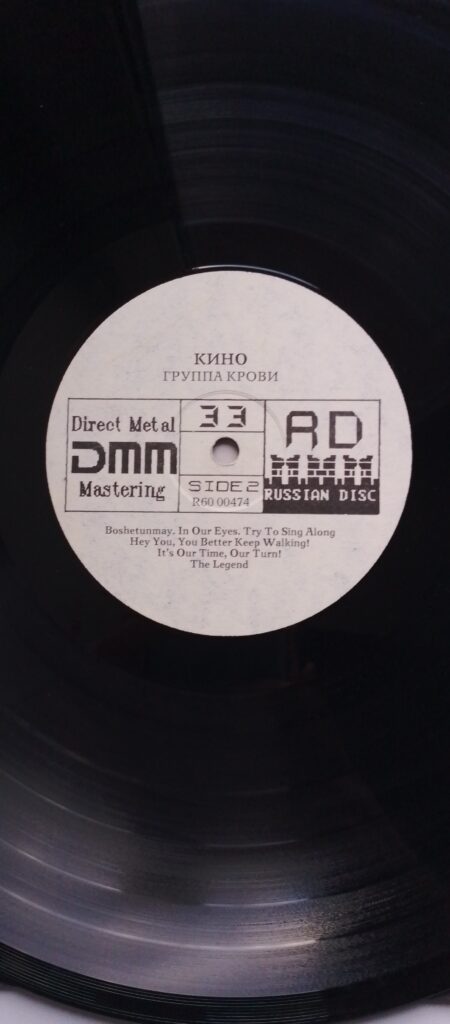 КИНО
ГРУППА КРОВИ
Direct Metal
DMM
Mastering
33
SIDE 2
R60 00474
RD
RUSSIAN DISC
Boshetunmay. In Our Eyes. Try To Sing Along
Hey You, You Better Keep Walking!
It's Our Time, Our Turn!
The Legend